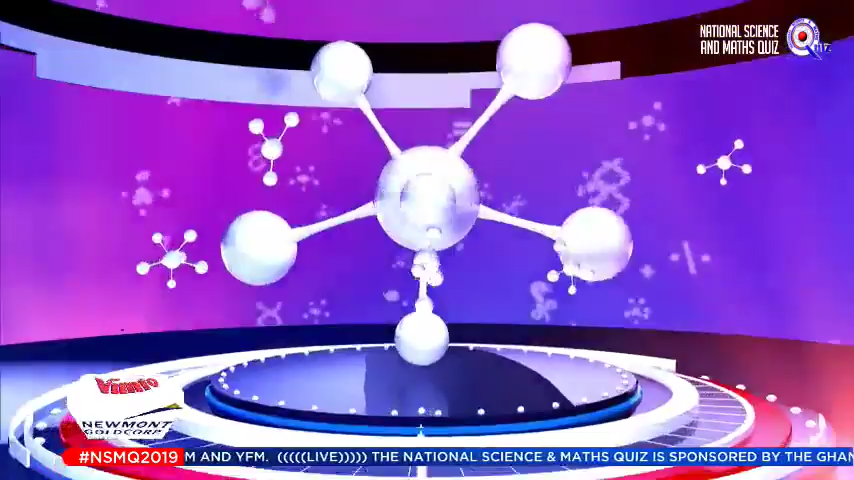 NATIONAL SCIENCE
AND MATHS QUIZ
Vimto
NEWMONT
GOLDCORP
#NSMQ2019
M AND YFM. (((((LIVE))))) THE NATIONAL SCIENCE & MATHS QUIZ IS SPONSORED BY THE GHAN